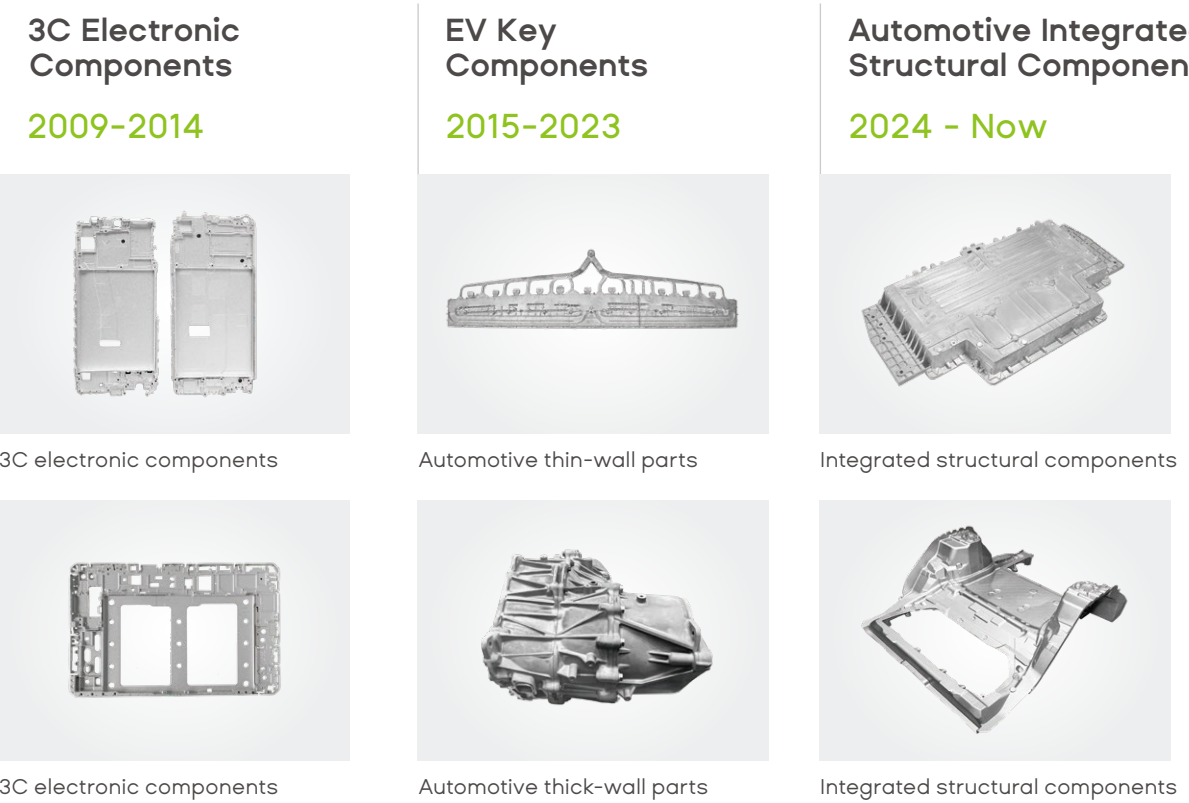 3C Electronic
Components
2009-2014
EV Key
Components
2015-2023
Automotive Integrate
Structural Componen
2024 - Now
3C electronic components
Automotive thin-wall parts
Integrated structural components
3C electronic components
Automotive thick-wall parts
Integrated structural components